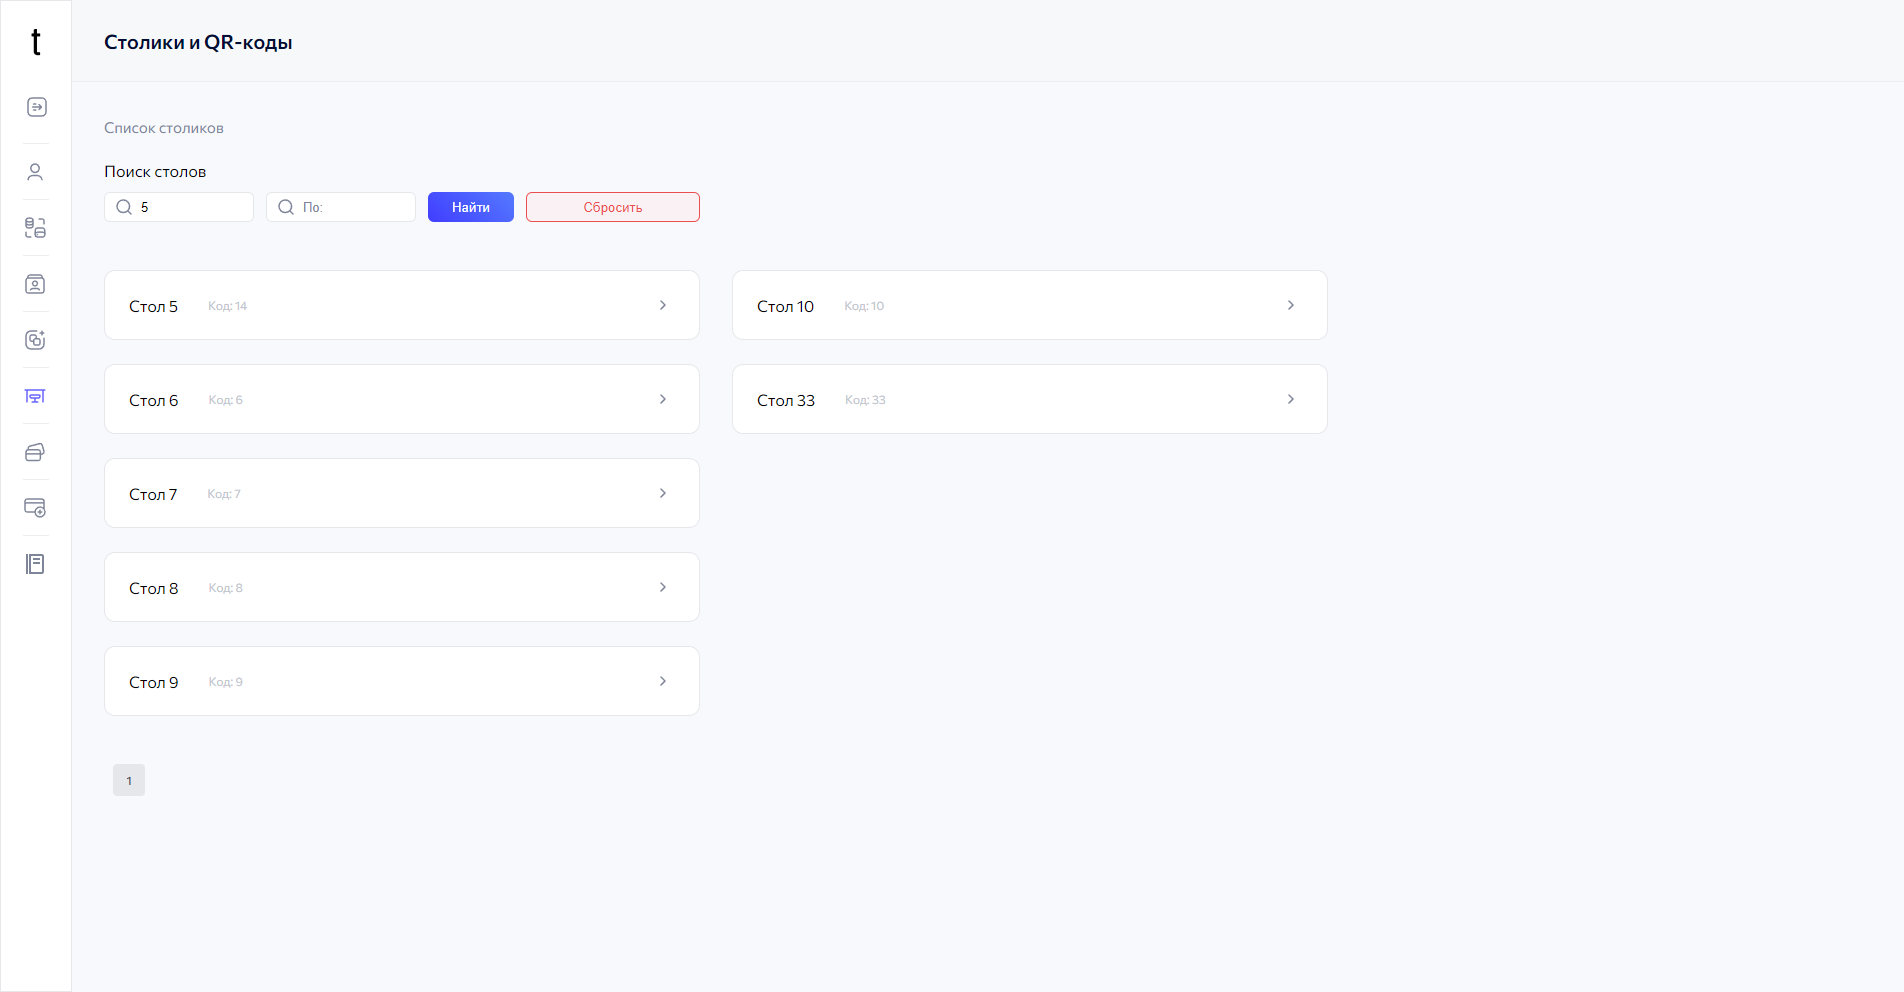 t
Столики и QR-коды
Список столиков
Поиск столов
5
По:
Найти
Сбросить
Стол 5 Код: 14
Стол 10 Код: 10
Стол 6 Код: 6
Стол 33 Код: 33
Стол 7 Код: 7
Стол 8 Код: 8
Стол 9 Код: 9
1